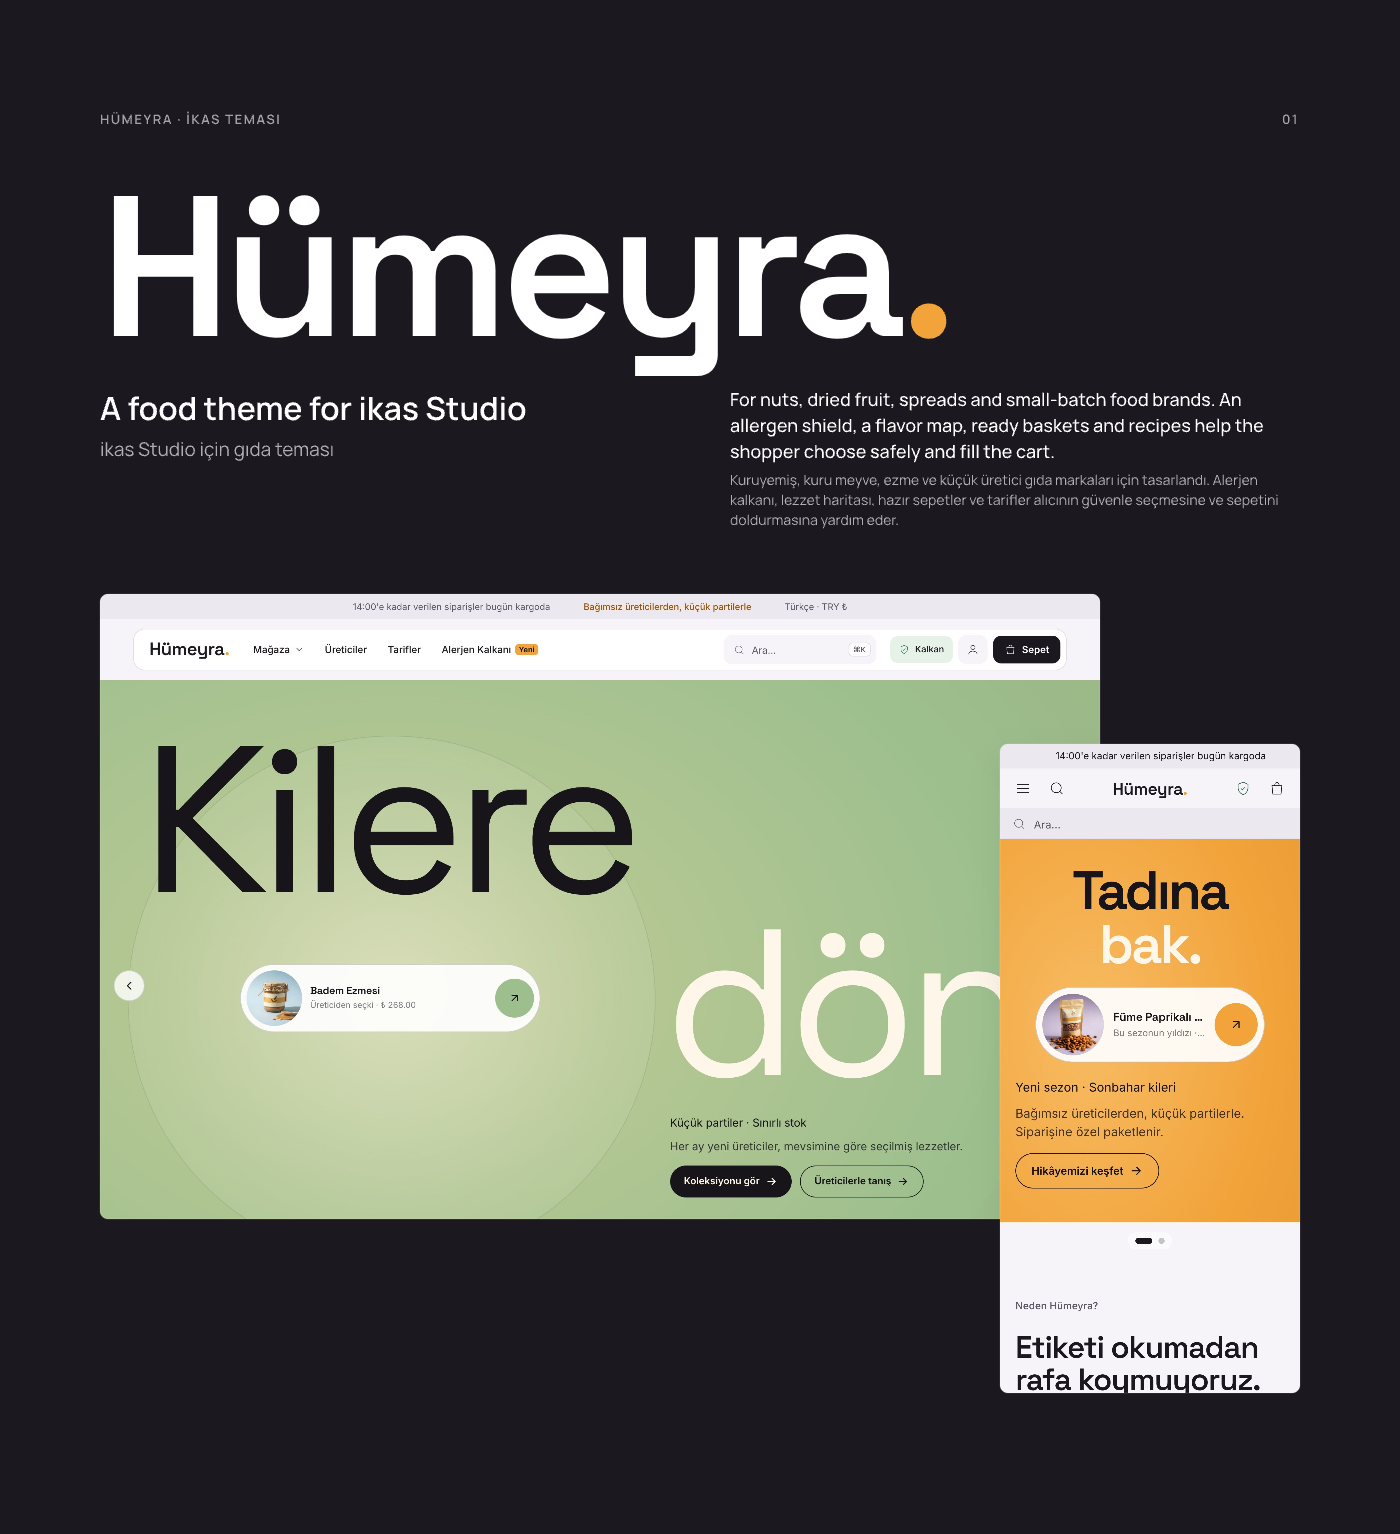 HÜMEYRA · İKAS TEMASI
01
Hümeyra.
A food theme for ikas Studio
ikas Studio için gıda teması
For nuts, dried fruit, spreads and small-batch food brands. An
allergen shield, a flavor map, ready baskets and recipes help the
shopper choose safely and fill the cart.
Kuruyemiş, kuru meyve, ezme ve küçük üretici gıda markaları için tasarlandı. Alerjen
kalkanı, lezzet haritası, hazır sepetler ve tarifler alıcının güvenle seçmesine ve sepetini
doldurmasına yardım eder.
14:00'e kadar verilen siparişler bugün kargoda
Bağımsız üreticilerden, küçük partilerle
Türkçe · TRY ₺
Hümeyra.
Mağaza
Üreticiler
Tarifler
Alerjen Kalkanı
Yeni
Ara...
⌘K
Kalkan
Sepet
Kilere
dön
Badem Ezmesi
Üreticiden seçki · ₺ 268.00
Küçük partiler · Sınırlı stok
Her ay yeni üreticiler, mevsimine göre seçilmiş lezzetler.
Koleksiyonu gör →
Üreticilerle tanış →
14:00'e kadar verilen siparişler bugün kargoda
Hümeyra.
Ara...
Tadına
bak.
Füme Paprikalı ...
Bu sezonun yıldızı ·...
Yeni sezon · Sonbahar kileri
Bağımsız üreticilerden, küçük partilerle.
Siparişine özel paketlenir.
Hikâyemizi keşfet →
Neden Hümeyra?
Etiketi okumadan
rafa koymuyoruz.